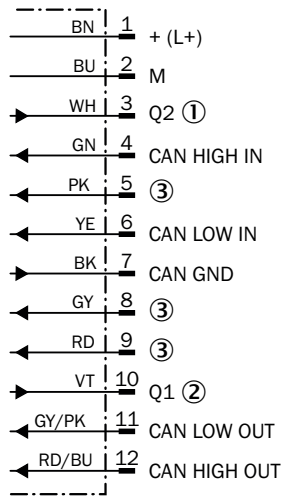 BN 1 + (L+)
BU 2 M
WH 3 Q2 ①
GN 4 CAN HIGH IN
PK 5 ③
YE 6 CAN LOW IN
BK 7 CAN GND
GY 8 ③
RD 9 ③
VT 10 Q1 ②
GY/PK 11 CAN LOW OUT
RD/BU 12 CAN HIGH OUT